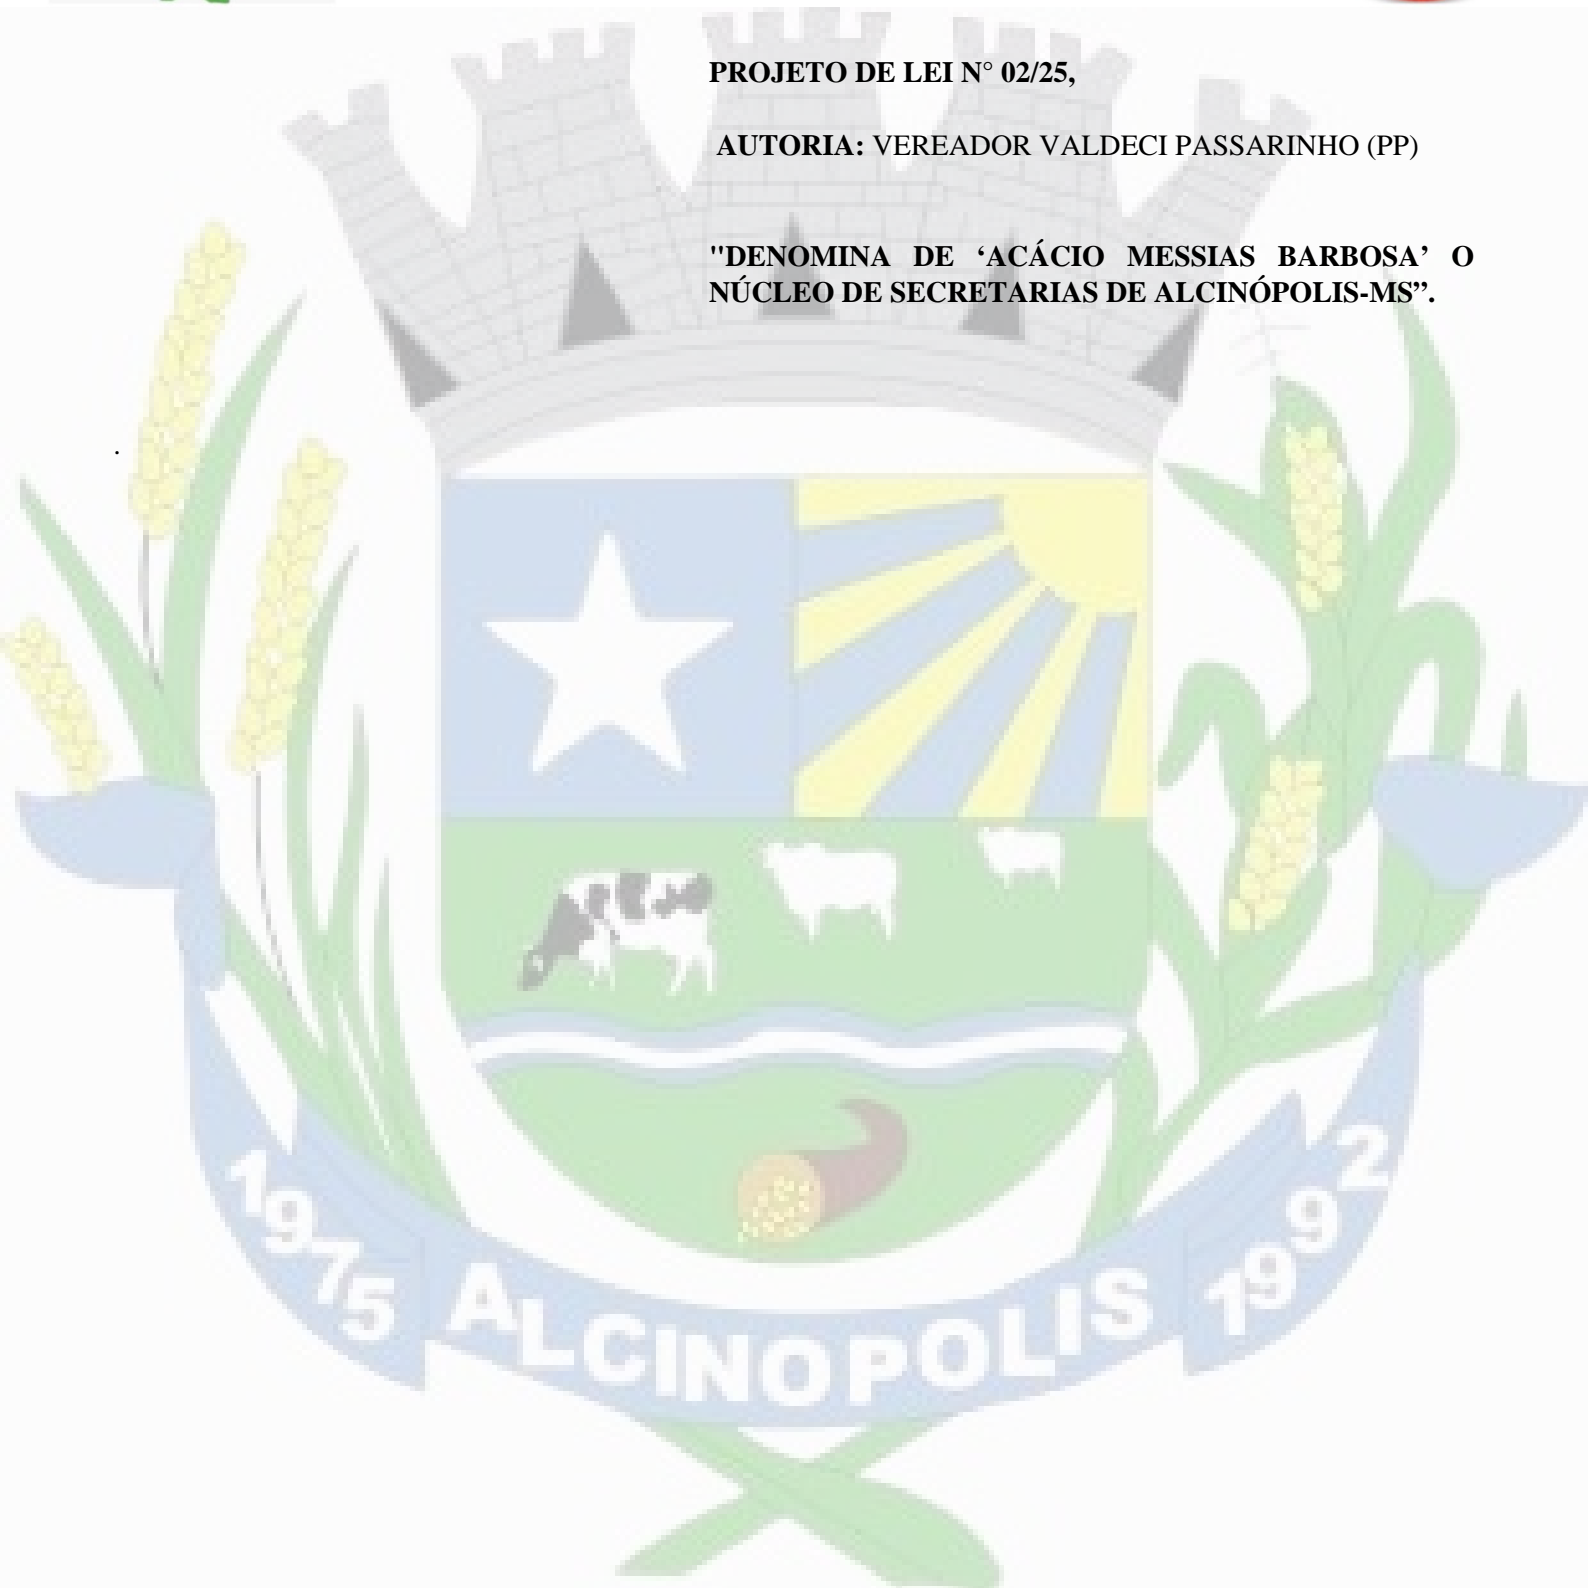 PROJETO DE LEI N° 02/25,
AUTORIA: VEREADOR VALDECI PASSARINHO (PP)
"DENOMINA DE ‘ACÁCIO MESSIAS BARBOSA’ O
NÚCLEO DE SECRETARIAS DE ALCINÓPOLIS-MS”.
.
1975 ALCINOPOLIS 1992